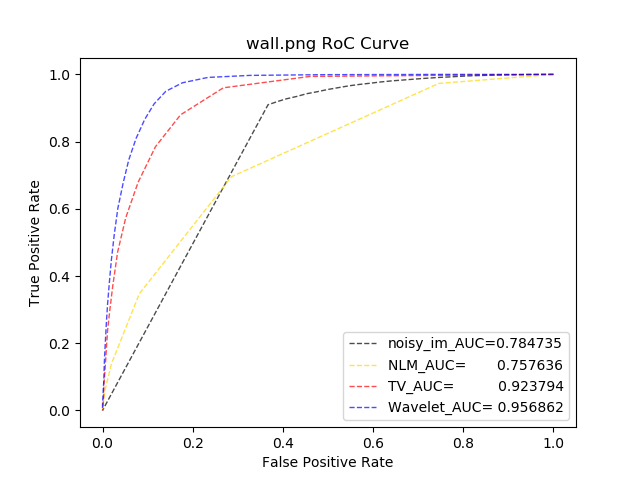 wall.png RoC Curve
1.0
0.8
0.6
0.4
0.2
0.0
True Positive Rate
noisy_im_AUC=0.784735
NLM_AUC= 0.757636
TV_AUC= 0.923794
Wavelet_AUC= 0.956862
0.0 0.2 0.4 0.6 0.8 1.0
False Positive Rate